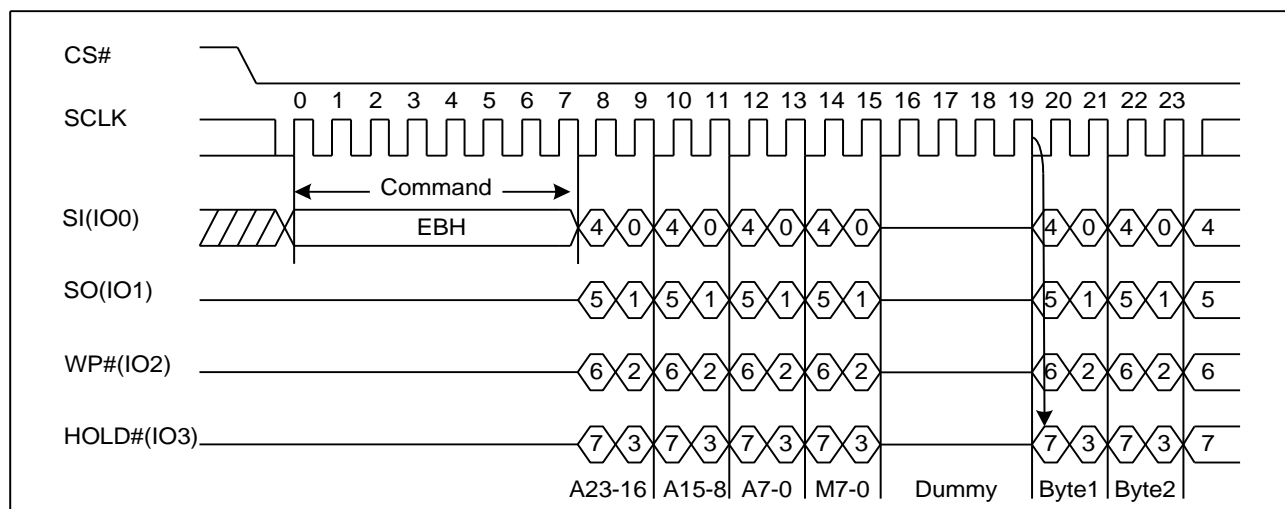 CS#
0 1 2 3 4 5 6 7 8 9 10 11 12 13 14 15 16 17 18 19 20 21 22 23
SCLK
Command
SI(IO0)
EBH
4 0 4 0 4 0 4 0 4 0 4 0 4
SO(IO1)
5 1 5 1 5 1 5 1 5 1 5 1 5
WP#(IO2)
6 2 6 2 6 2 6 2 6 2 6 2 6
HOLD#(IO3)
7 3 7 3 7 3 7 3 7 3 7 3 7
A23-16 A15-8 A7-0 M7-0 Dummy Byte1 Byte2